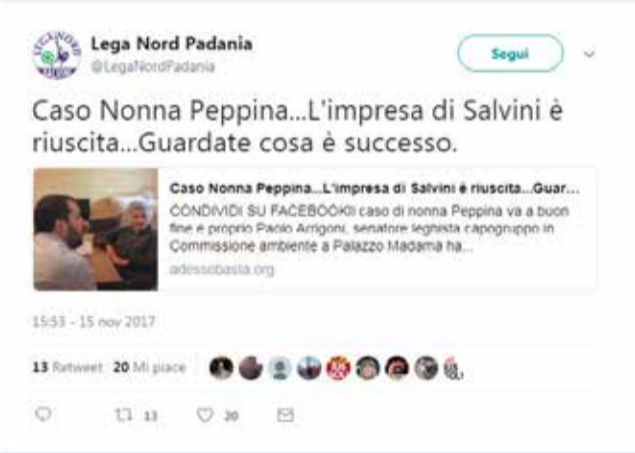 Lega Nord Padania
@LegaNordPadania
Segui
Caso Nonna Peppina...L'impresa di Salvini è
riuscita...Guardate cosa è successo.
Caso Nonna Peppina...L'impresa di Salvini è riuscita...Guar...
CONDIVIDI SU FACEBOOKIl caso di nonna Peppina va a buon
fine e proprio Paolo Arrigoni, senatore leghista capogruppo in
Commissione ambiente a Palazzo Madama ha...
adessobasta.org
15:53 - 15 nov 2017
13 Retweet 20 Mi piace
13 20